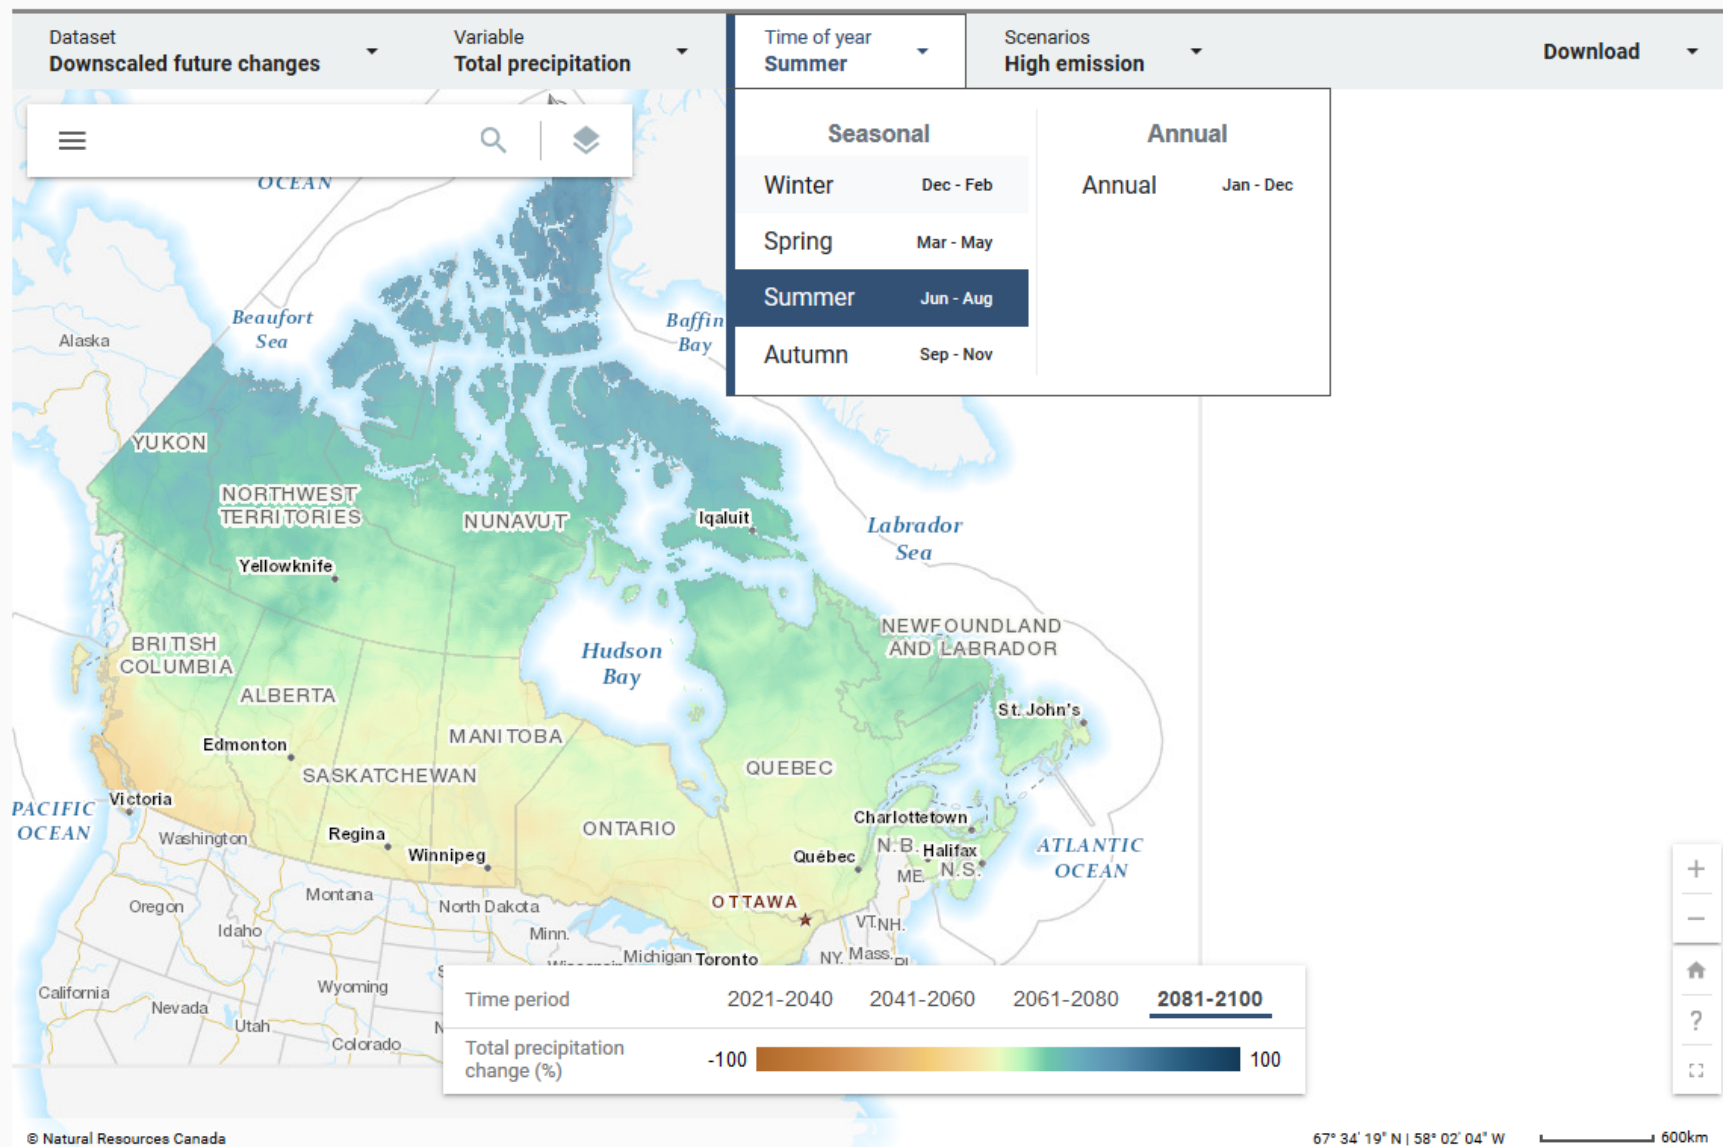 Dataset
Downscaled future changes
Variable
Total precipitation
Time of year
Summer
Scenarios
High emission
Download
Seasonal
Winter Dec - Feb
Spring Mar - May
Summer Jun - Aug
Autumn Sep - Nov
Annual
Annual Jan - Dec
OCEAN
Beaufort
Sea
Baffin
Bay
Alaska
YUKON
NORTHWEST
TERRITORIES
NUNAVUT
Iqaluit
Labrador
Sea
Yellowknife
BRITISH
COLUMBIA
Hudson
Bay
NEWFOUNDLAND
AND LABRADOR
ALBERTA
St. John's
MANITOBA
Edmonton
SASKATCHEWAN
QUEBEC
PACIFIC
OCEAN
Victoria
Washington
Regina
Winnipeg
ONTARIO
Charlottetown
Québec
N.B.
Halifax
N.S.
ME.
ATLANTIC
OCEAN
Montana
North Dakota
OTTAWA
Oregon
Idaho
Minn.
VT.
NH.
Michigan
Toronto
NY.
Mass.
California
Nevada
Wyoming
Utah
Colorado
Time period 2021-2040 2041-2060 2061-2080 2081-2100
Total precipitation
change (%)
-100 100
+
−
?
© Natural Resources Canada
67° 34' 19" N | 58° 02' 04" W 600km